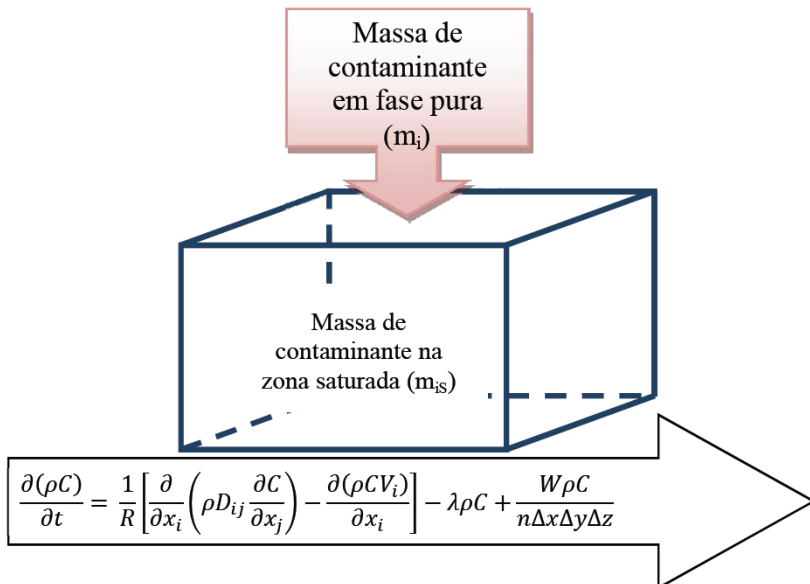 Massa de
contaminante
em fase pura
(mᵢ)
Massa de
contaminante na
zona saturada (mᵢₛ)
∂(ρC)/∂t = 1/R [∂/∂xᵢ (ρDᵢⱼ ∂C/∂xⱼ) − ∂(ρCVᵢ)/∂xᵢ] − λρC + WρC/nΔxΔyΔz